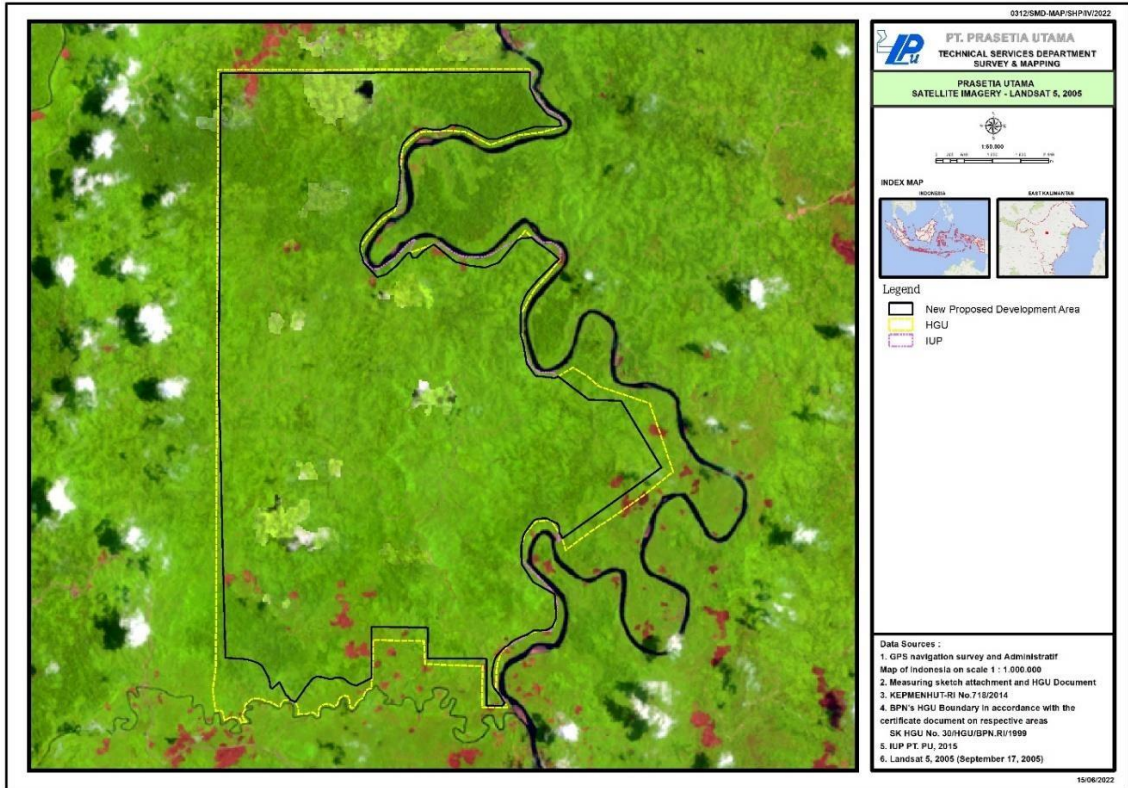 0312/SMD-MAP/SHP/IV/2022
PU
PT. PRASETIA UTAMA
TECHNICAL SERVICES DEPARTMENT
SURVEY & MAPPING
PRASETIA UTAMA
SATELLITE IMAGERY - LANDSAT 5, 2005
1:50.000
INDEX MAP
INDONESIA
EAST KALIMANTAN
Legend
New Proposed Development Area
HGU
IUP
Data Sources :
1. GPS navigation survey and Administratif
Map of Indonesia on scale 1 : 1.000.000
2. Measuring sketch attachment and HGU Document
3. KEPMENHUT-RI No.718/2014
4. BPN's HGU Boundary in accordance with the
certificate document on respective areas
SK HGU No. 30/HGU/BPN.RI/1999
5. IUP PT. PU, 2015
6. Landsat 5, 2005 (September 17, 2005)
15/06/2022